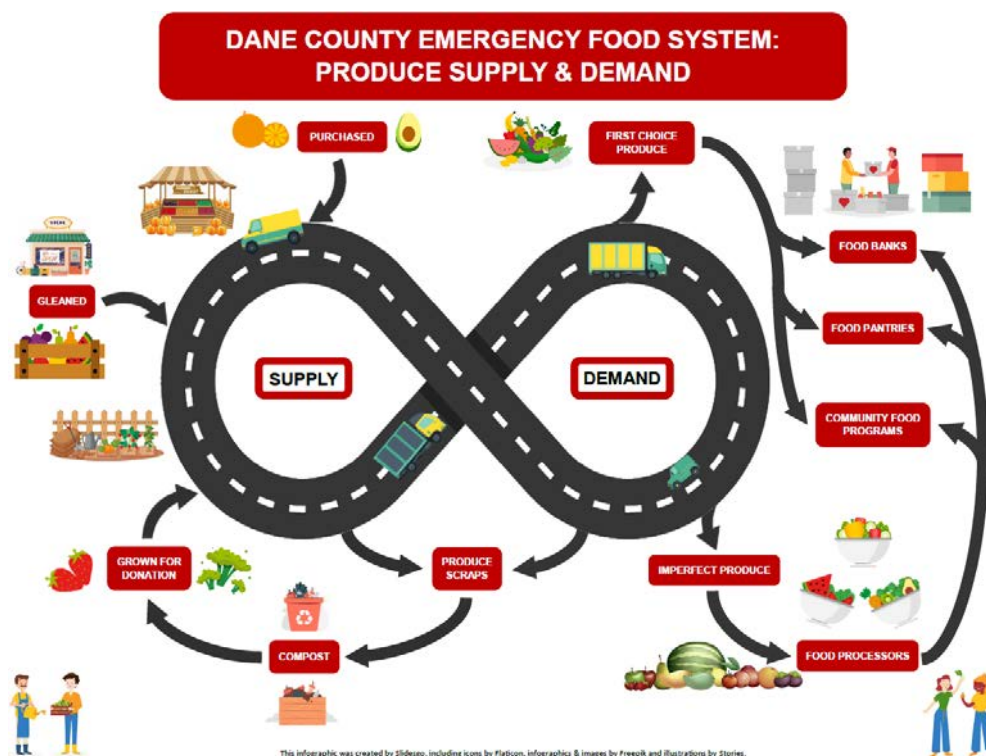 DANE COUNTY EMERGENCY FOOD SYSTEM:
PRODUCE SUPPLY & DEMAND
PURCHASED
FIRST CHOICE
PRODUCE
FOOD BANKS
GLEANED
FOOD PANTRIES
SUPPLY
DEMAND
COMMUNITY FOOD
PROGRAMS
GROWN FOR
DONATION
PRODUCE
SCRAPS
IMPERFECT PRODUCE
COMPOST
FOOD PROCESSORS
This infographic was created by Slidesgo, including icons by Flaticon, infographics & images by Freepik and illustrations by Stories.